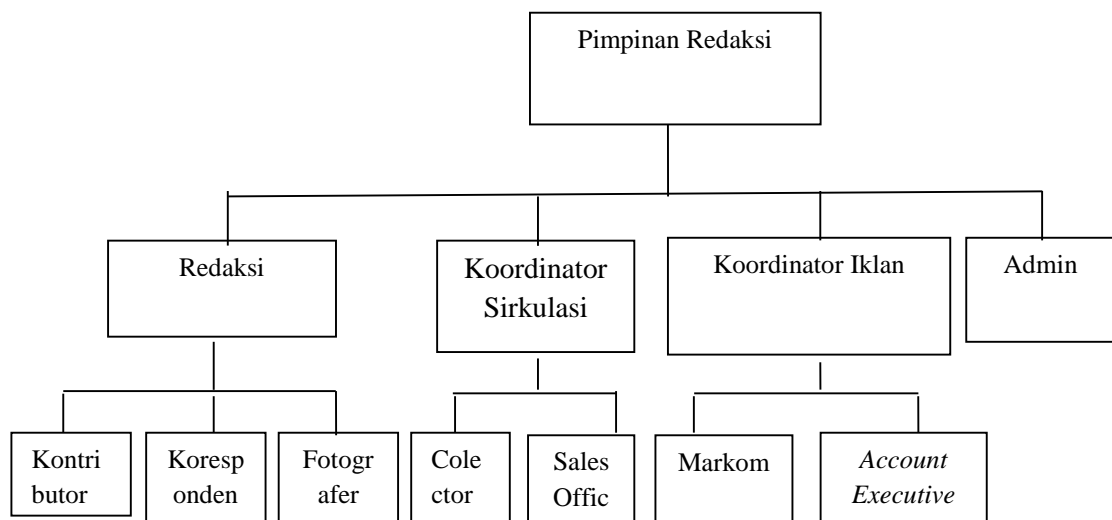 Pimpinan Redaksi
Redaksi
Koordinator
Sirkulasi
Koordinator Iklan
Admin
Kontri
butor
Koresp
onden
Fotogr
afer
Cole
ctor
Sales
Offic
Markom
Account
Executive